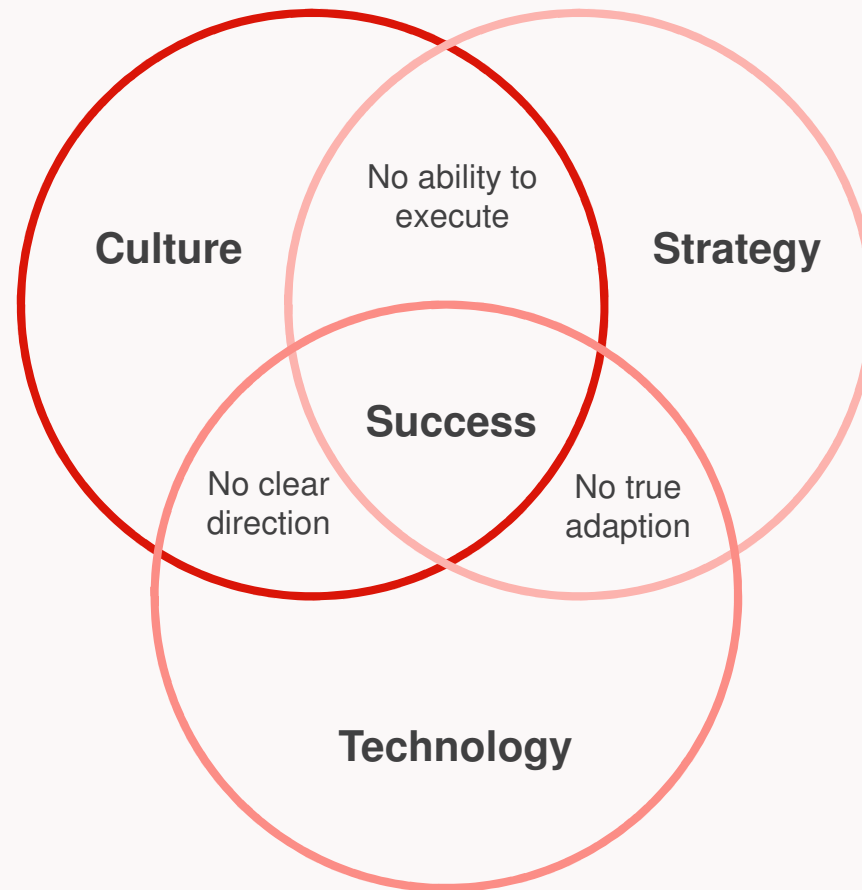 No ability to
execute
Culture
Strategy
Success
No clear
direction
No true
adaption
Technology